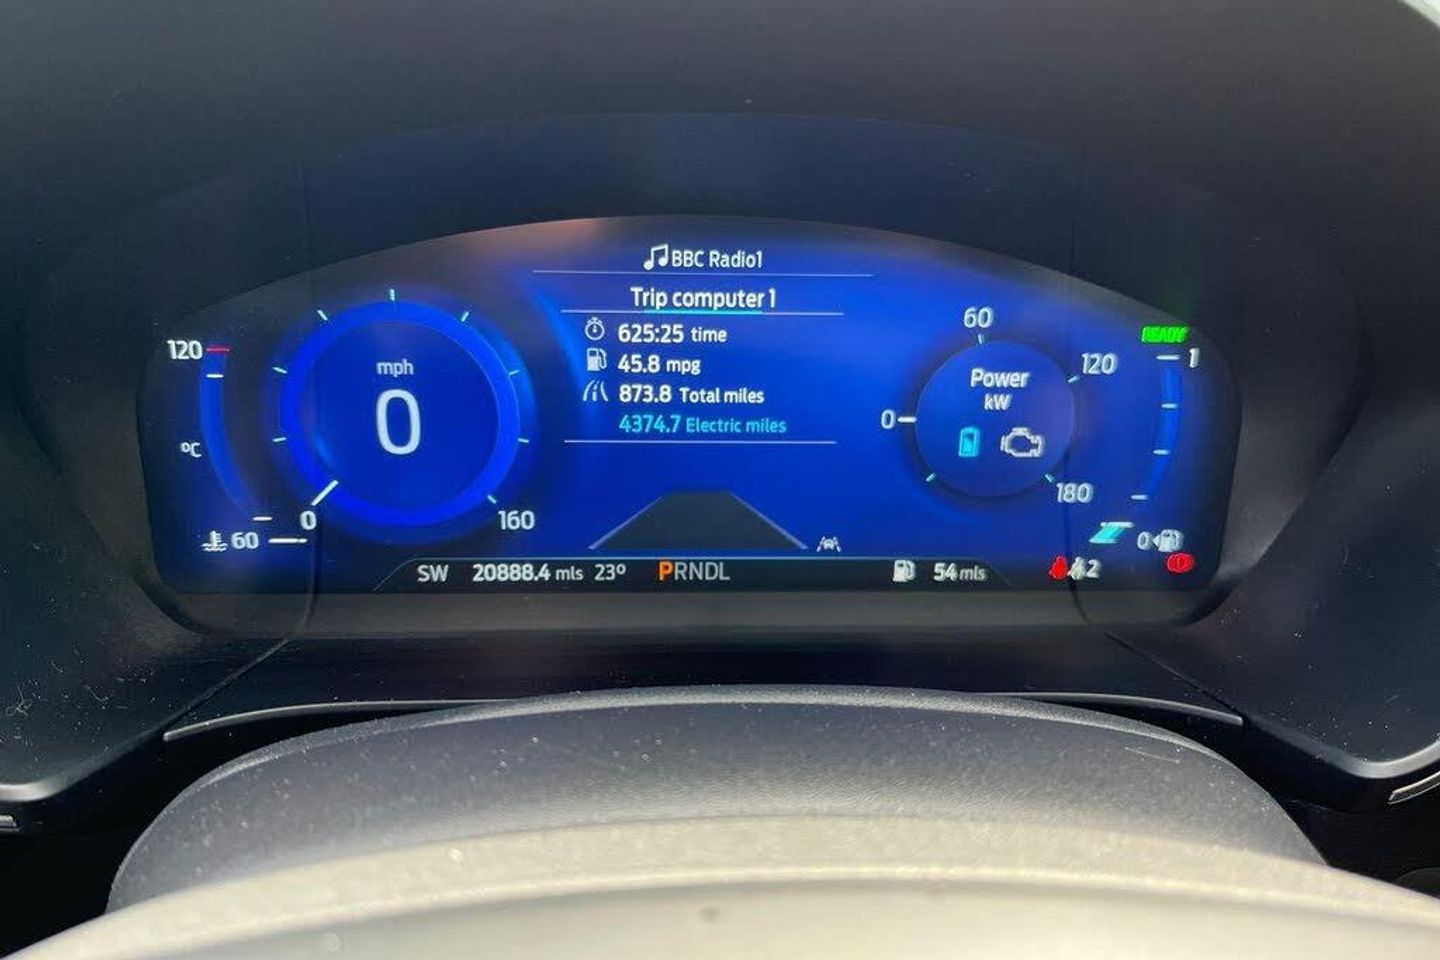 BBC Radio1
Trip computer 1
625:25 time
45.8 mpg
873.8 Total miles
4374.7 Electric miles
120
°C
60
mph
0
0
160
60
120
0
180
Power
kW
READY
1
0
SW 20888.4 mls 23° PRNDL 54 mls
2